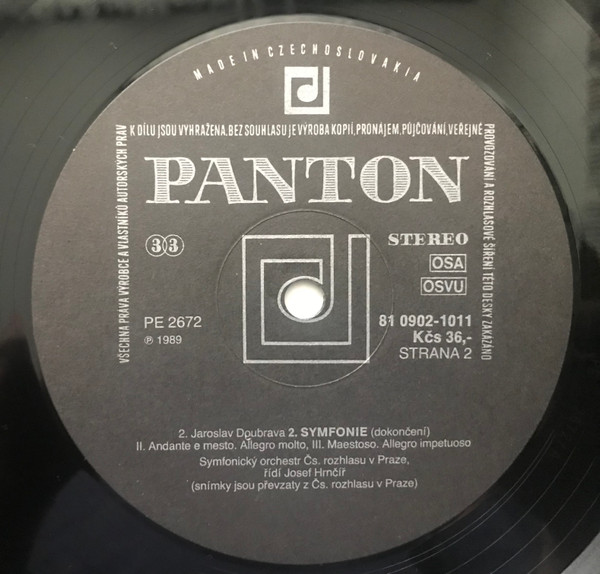 MADE IN CZECHOSLOVAKIA
VŠECHNA PRÁVA VÝROBCE A VLASTNÍKŮ AUTORSKÝCH PRÁV
K DÍLU JSOU VYHRAŽENA. BEZ SOUHLASU JE VÝROBA KOPIÍ, PRONÁJEM, PŮJČOVÁNÍ, VEŘEJNÉ
PROVOZOVÁNÍ A ROZHLASOVÉ ŠÍŘENÍ TÉTO DESKY ZAKÁZÁNO
PANTON
33
STEREO
OSA
OSVU
PE 2672
℗ 1989
81 0902-1011
Kčs 36,-
STRANA 2
2. Jaroslav Doubrava 2. SYMFONIE (dokončení)
II. Andante e mesto. Allegro molto, III. Maestoso. Allegro impetuoso
Symfonický orchestr Čs. rozhlasu v Praze,
řídí Josef Hrnčíř
(snímky jsou převzaty z Čs. rozhlasu v Praze)